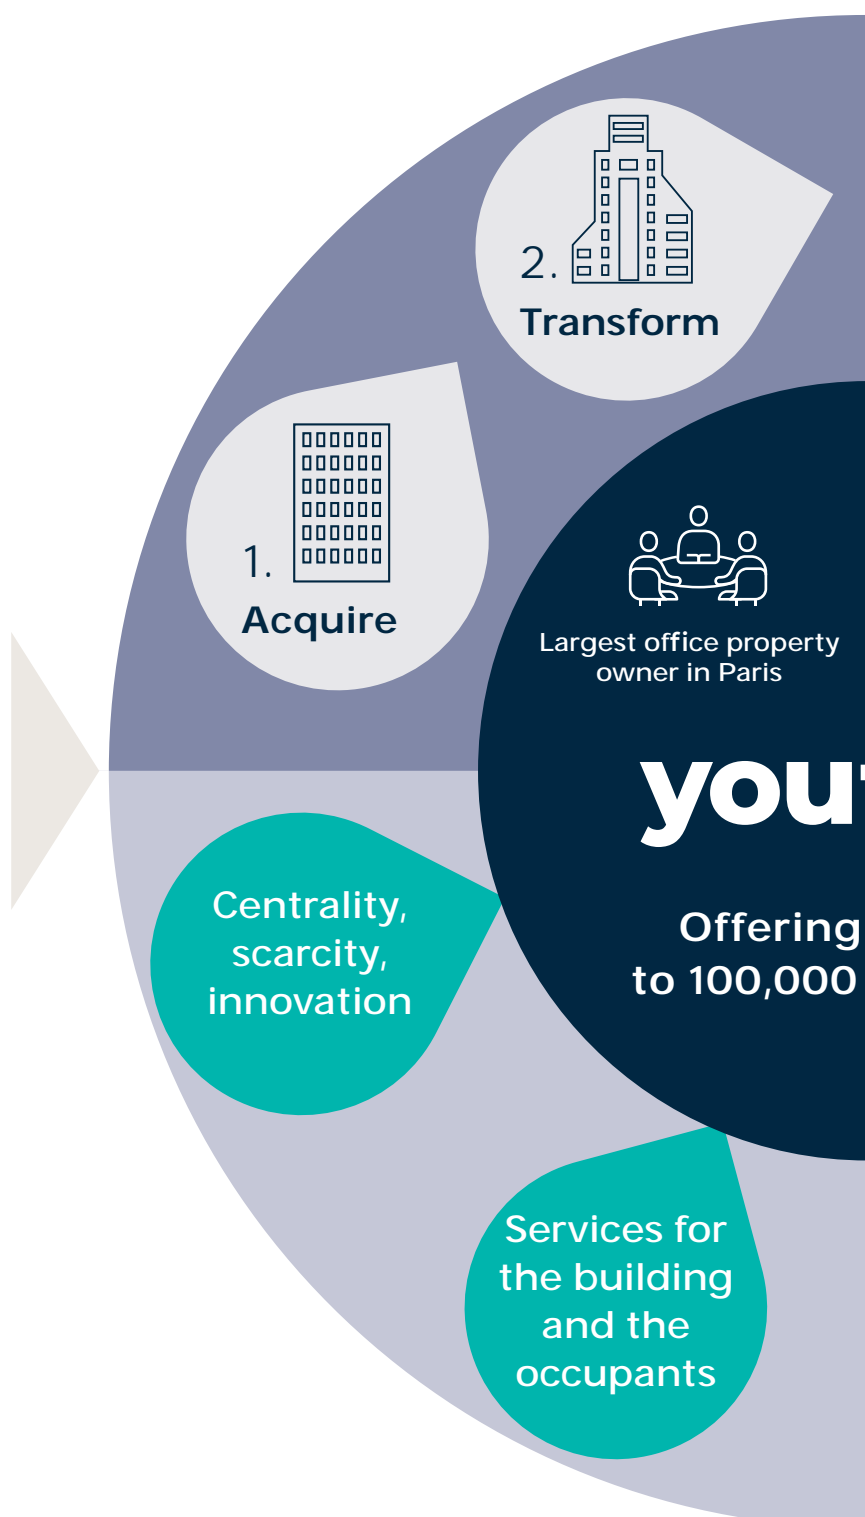 2.
Transform
1.
Acquire
Largest office property
owner in Paris
you
Offering
to 100,000
Centrality,
scarcity,
innovation
Services for
the building
and the
occupants